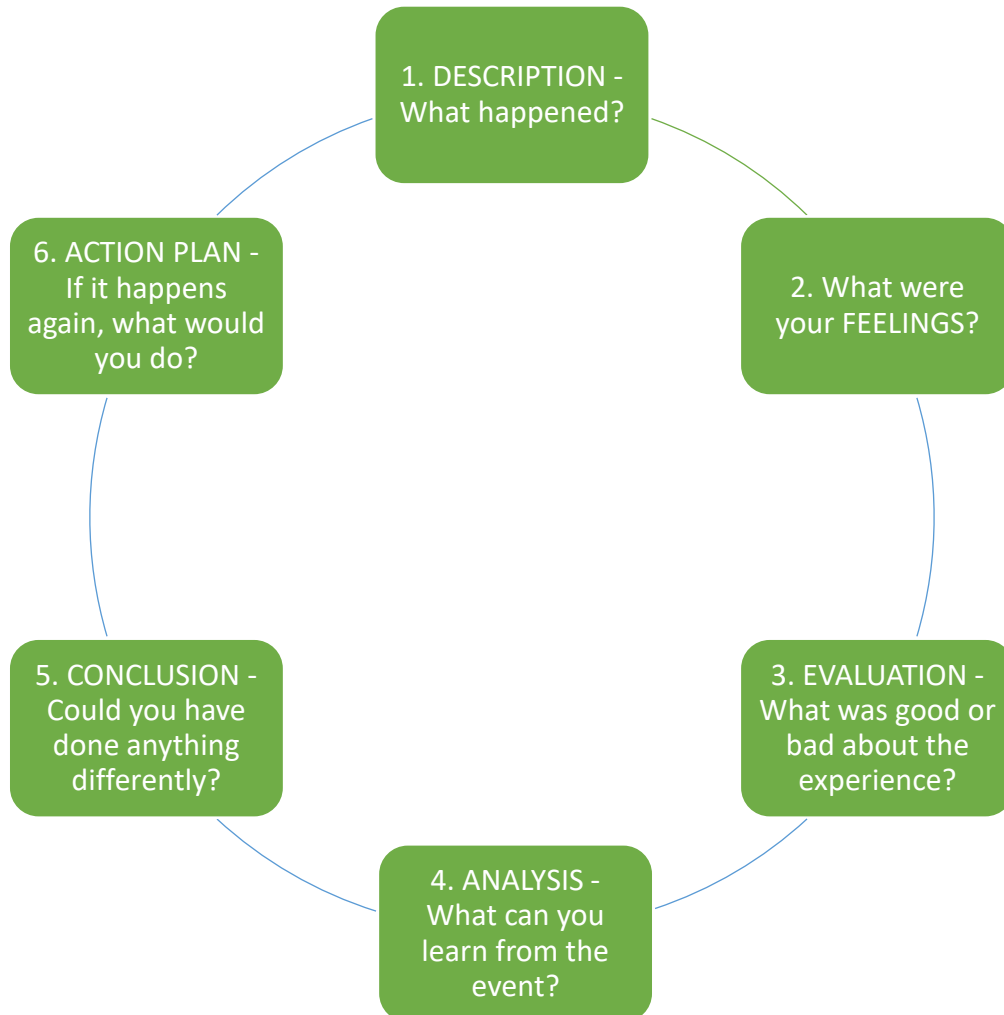 1. DESCRIPTION -
What happened?
2. What were
your FEELINGS?
3. EVALUATION -
What was good or
bad about the
experience?
4. ANALYSIS -
What can you
learn from the
event?
5. CONCLUSION -
Could you have
done anything
differently?
6. ACTION PLAN -
If it happens
again, what would
you do?